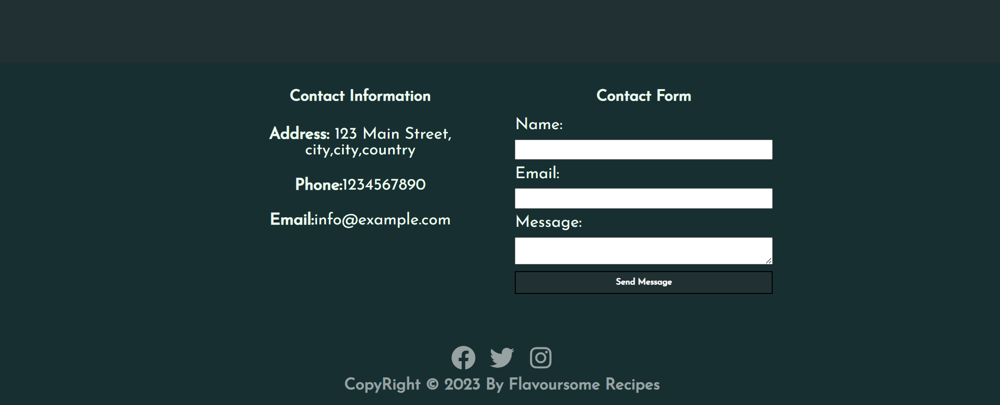 Contact Information
Address: 123 Main Street,
city,city,country
Phone:1234567890
Email:info@example.com
Contact Form
Name:
Email:
Message:
Send Message
CopyRight © 2023 By Flavoursome Recipes